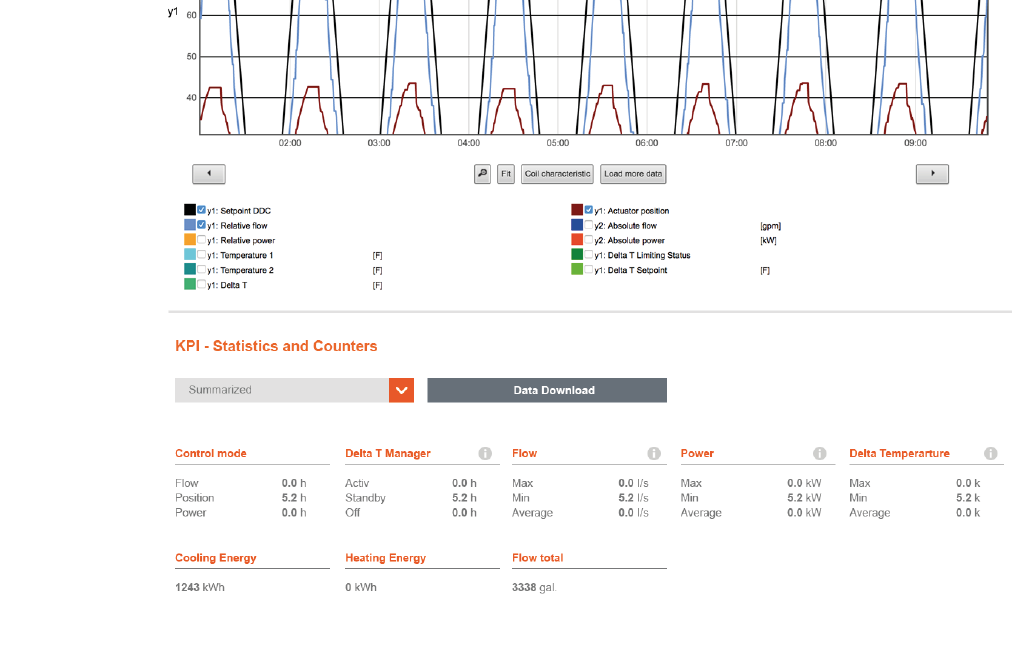 y1 60
50
40
02:00 03:00 04:00 05:00 06:00 07:00 08:00 09:00
Fit Coil characteristic Load more data
y1: Setpoint DDC y1: Actuator position
y1: Relative flow y2: Absolute flow [gpm]
y1: Relative power y2: Absolute power [kW]
y1: Temperature 1 [F] y1: Delta T Limiting Status
y1: Temperature 2 [F] y1: Delta T Setpoint [F]
y1: Delta T [F]
KPI - Statistics and Counters
Summarized Data Download
Control mode Delta T Manager i Flow i Power i Delta Temperarture i
Flow 0.0 h Activ 0.0 h Max 0.0 l/s Max 0.0 kW Max 0.0 k
Position 5.2 h Standby 5.2 h Min 5.2 l/s Min 5.2 kW Min 5.2 k
Power 0.0 h Off 0.0 h Average 0.0 l/s Average 0.0 kW Average 0.0 k
Cooling Energy Heating Energy Flow total
1243 kWh 0 kWh 3338 gal.